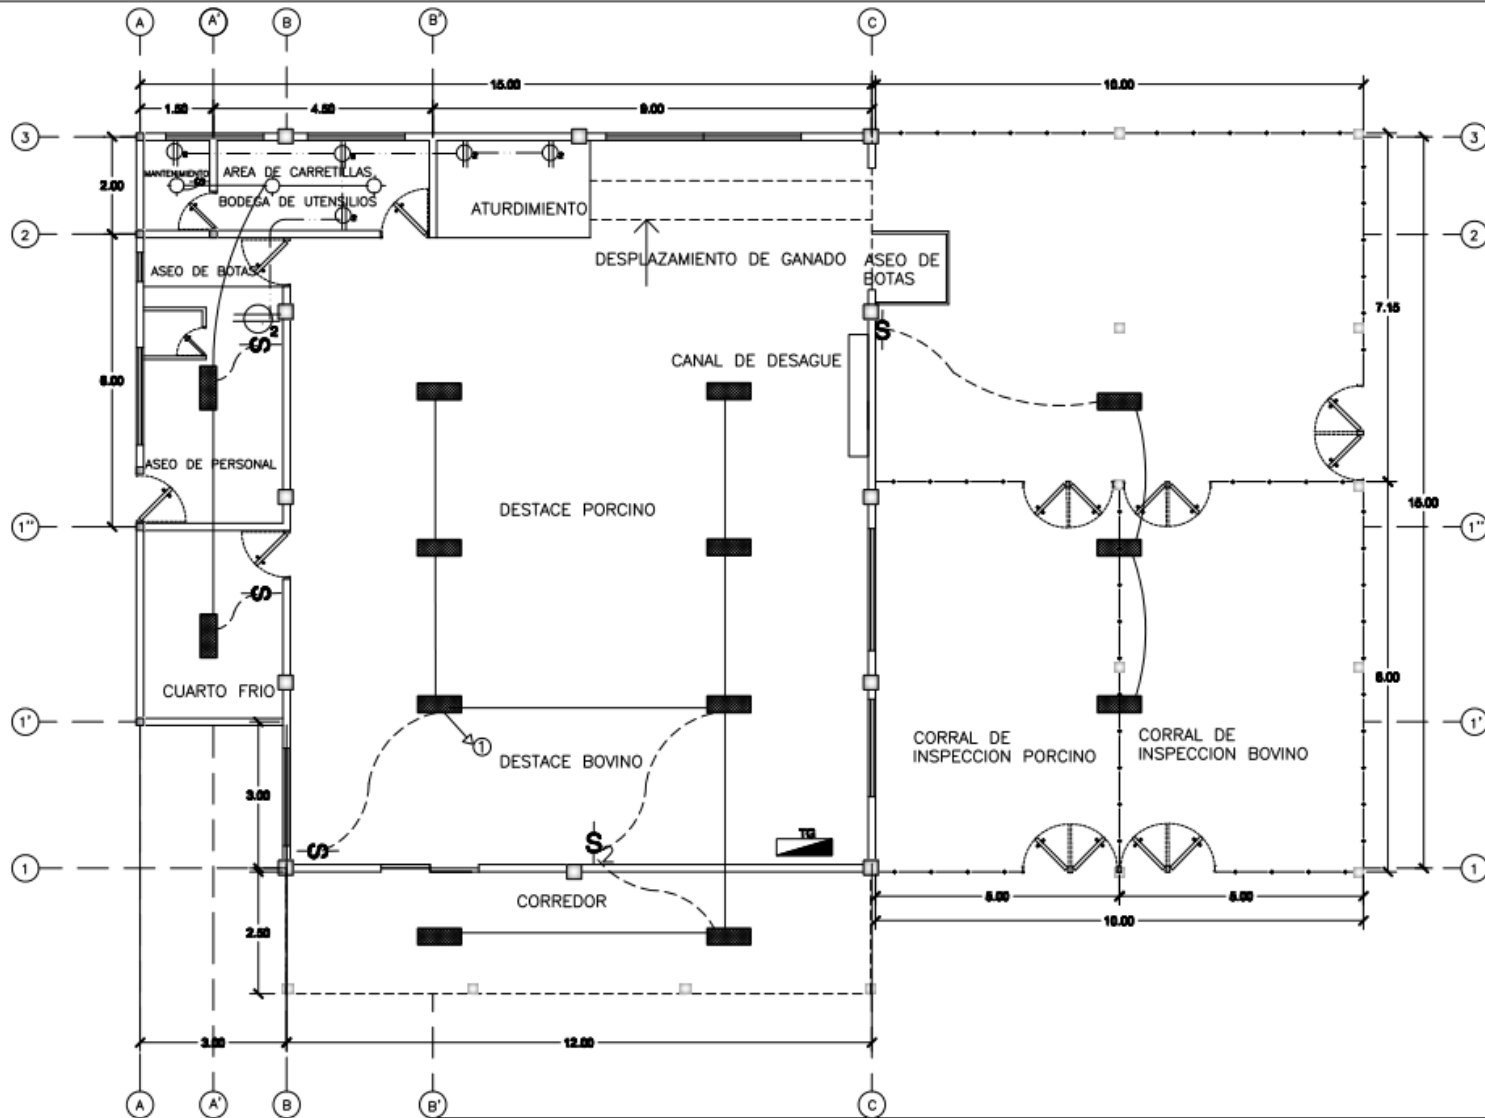 A A' B B' C
15.00 10.00
1.50 4.50 9.00
3 3
MANTENIMIENTO AREA DE CARRETILLAS
2.00
S
BODEGA DE UTENSILIOS
ATURDIMIENTO
2 2
DESPLAZAMIENTO DE GANADO
ASEO DE
BOTAS
ASEO DE BOTAS
7.15
2
S
S
CANAL DE DESAGUE
6.00
ASEO DE PERSONAL
DESTACE PORCINO
15.00
1'' 1''
S
CUARTO FRIO
6.00
1' 1'
CORRAL DE
INSPECCION PORCINO
CORRAL DE
INSPECCION BOVINO
1
DESTACE BOVINO
3.00
S
S
TG
1 1
CORREDOR
5.00 5.00
10.00
2.50
3.00 12.00
A A' B B' C